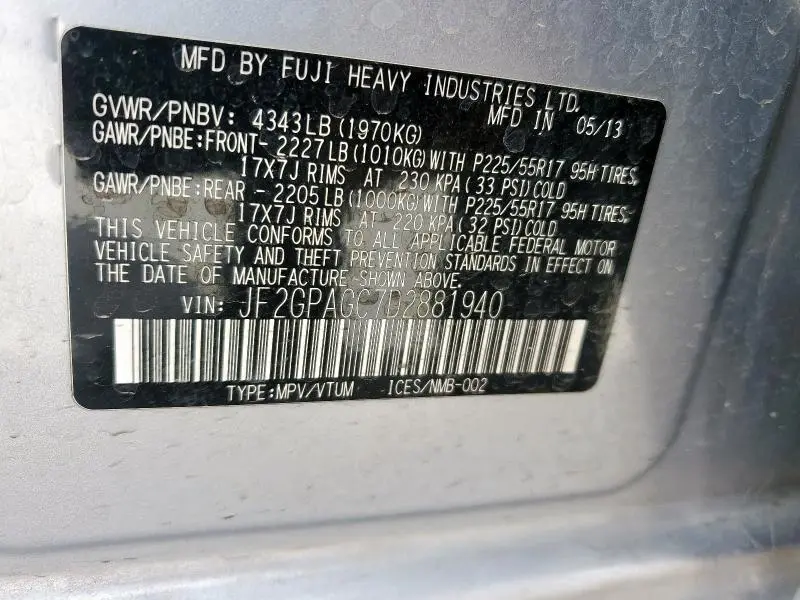 MFD BY FUJI HEAVY INDUSTRIES LTD.
MFD IN 05/13
GVWR/PNBV: 4343LB(1970KG)
GAWR/PNBE:FRONT- 2227LB(1010KG)WITH P225/55R17 95H TIRES,
17X7J RIMS AT 230 KPA(33 PSI)COLD
GAWR/PNBE:REAR - 2205LB(1000KG)WITH P225/55R17 95H TIRES,
17X7J RIMS AT 220 KPA(32 PSI)COLD
THIS VEHICLE CONFORMS TO ALL APPLICABLE FEDERAL MOTOR
VEHICLE SAFETY AND THEFT PREVENTION STANDARDS IN EFFECT ON
THE DATE OF MANUFACTURE SHOWN ABOVE.
VIN: JF2GPAGC7D2881940
TYPE:MPV/VTUM ICES/NMB-002